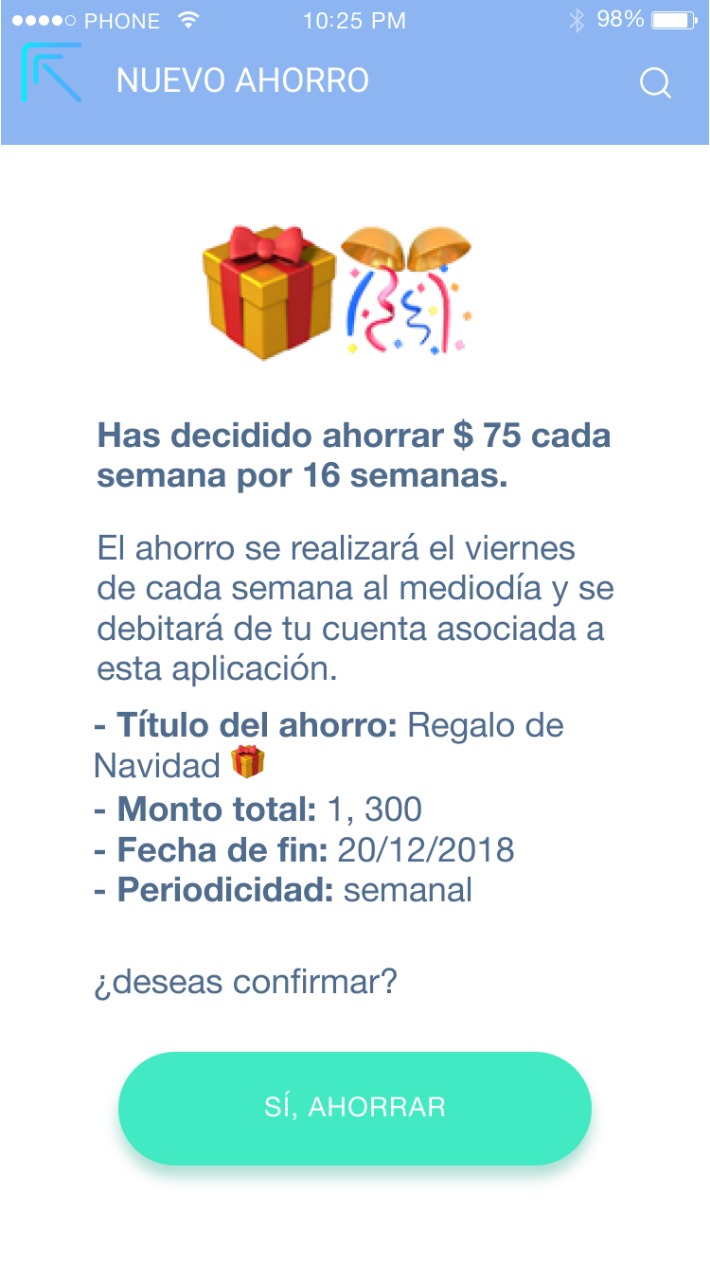 PHONE 10:25 PM 98%
NUEVO AHORRO
Has decidido ahorrar $ 75 cada
semana por 16 semanas.
El ahorro se realizará el viernes
de cada semana al mediodía y se
debitará de tu cuenta asociada a
esta aplicación.
- Título del ahorro: Regalo de
Navidad 🎁
- Monto total: 1, 300
- Fecha de fin: 20/12/2018
- Periodicidad: semanal
¿deseas confirmar?
SÍ, AHORRAR